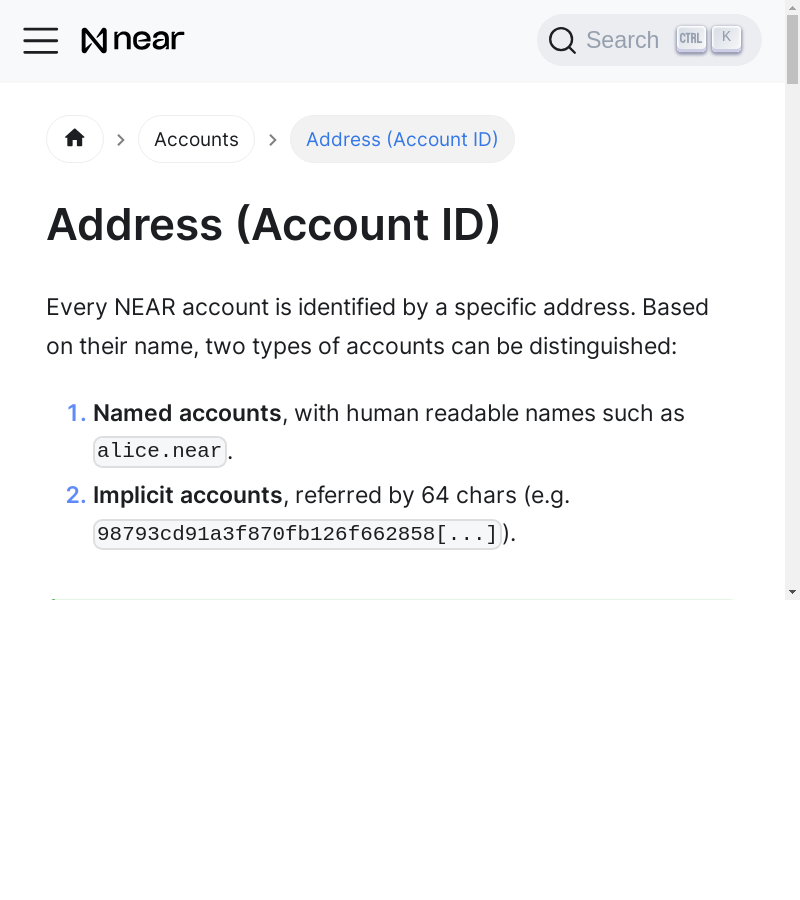 near
Search CTRL K
Accounts
Address (Account ID)
Address (Account ID)
Every NEAR account is identified by a specific address. Based
on their name, two types of accounts can be distinguished:
1. Named accounts, with human readable names such as
alice.near.
2. Implicit accounts, referred by 64 chars (e.g.
98793cd91a3f870fb126f662858[...]).